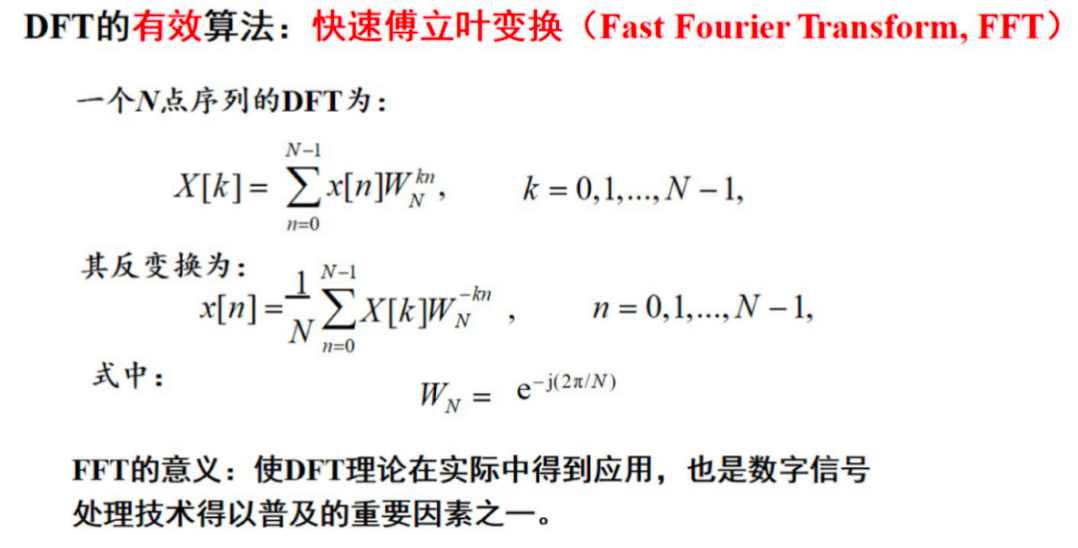 DFT的有效算法：快速傅立叶变换（Fast Fourier Transform, FFT）
一个N点序列的DFT为：
X[k] = \sum_{n=0}^{N-1} x[n]W_N^{kn}, k = 0,1,..., N − 1,
其反变换为：
x[n] = \frac{1}{N} \sum_{n=0}^{N-1} X[k]W_N^{-kn} , n = 0,1,..., N − 1,
式中：
W_N = e^{-j(2π/N)}
FFT的意义：使DFT理论在实际中得到应用，也是数字信号
处理技术得以普及的重要因素之一。